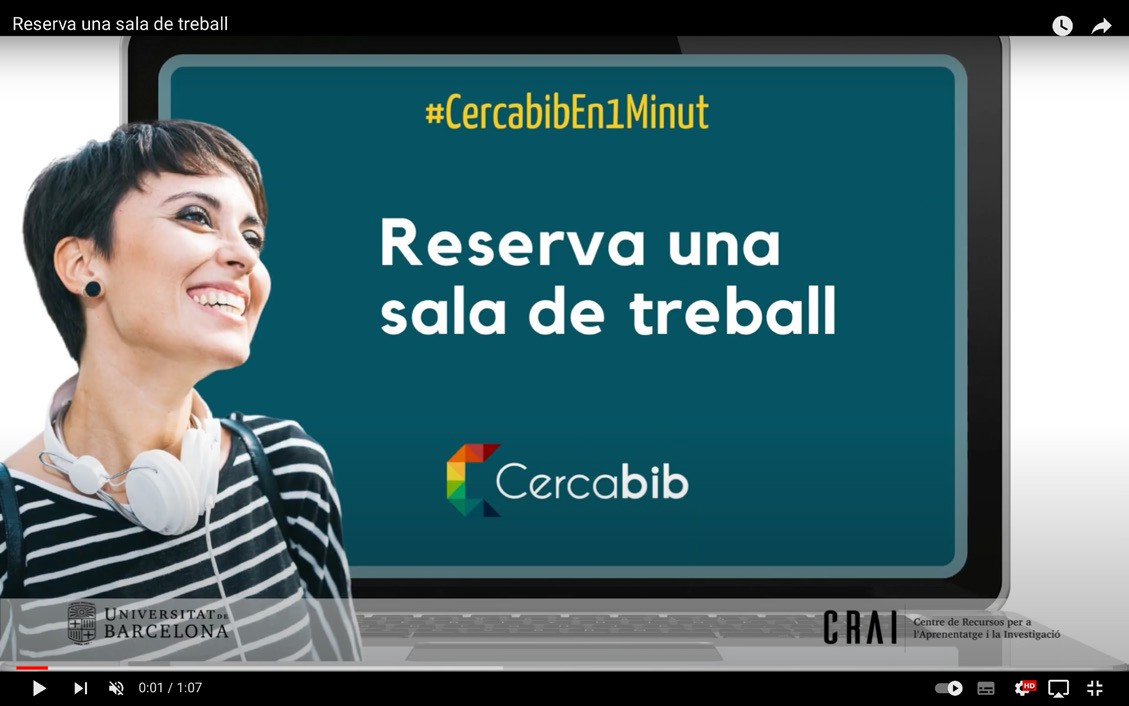 Reserva una sala de treball
#CercabibEn1Minut
Reserva una
sala de treball
Cercabib
UNIVERSITAT DE
BARCELONA
CRAI
Centre de Recursos per a
l'Aprenentatge i la Investigació
0:01 / 1:07
HD